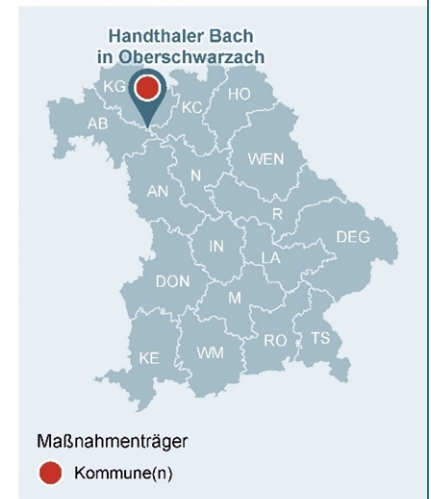 Handthaler Bach
in Oberschwarzach
KG
HO
KC
AB
WEN
N
AN
R
DEG
IN
LA
DON
M
RO
TS
WM
KE
Maßnahmenträger
Kommune(n)